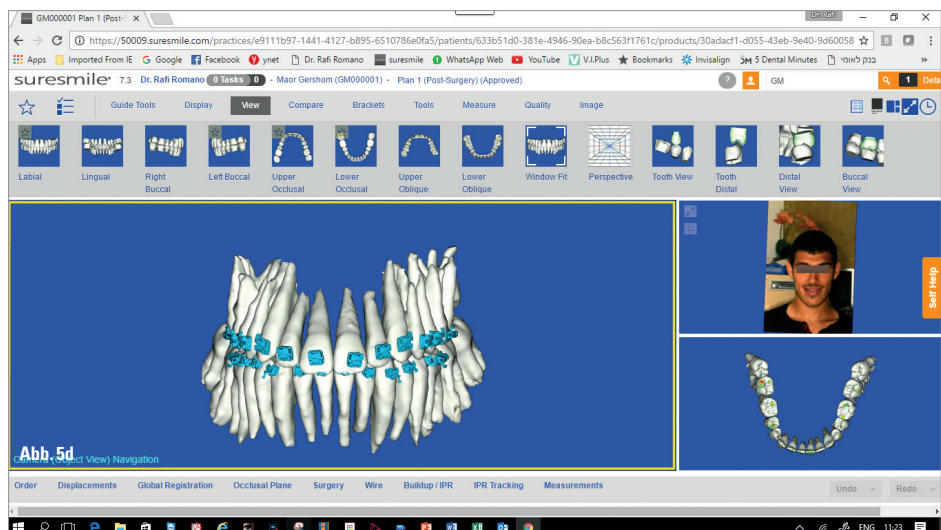 GM000001 Plan 1 (Post-S
Dr. Rafi
https://50009.suresmile.com/practices/e9111b97-1441-4127-b895-6510786e0fa5/patients/633b51d0-381e-4946-90ea-b8c563f1761c/products/30adacf1-d055-43eb-9e40-9d60058
Apps Imported From IE Google Facebook ynet Dr. Rafi Romano suresmile WhatsApp Web YouTube V.I.Plus Bookmarks Invisalign 5M 5 Dental Minutes בנק לאומי »
suresmile 7.3 Dr. Rafi Romano 0 Tasks 0 - Maor Gershom (GM000001) - Plan 1 (Post-Surgery) (Approved) ? GM 1 Deta
Guide Tools Display View Compare Brackets Tools Measure Quality Image
Labial Lingual Right Buccal Left Buccal Upper Occlusal Lower Occlusal Upper Oblique Lower Oblique Window Fit Perspective Tooth View Tooth Distal Distal View Buccal View
Self Help
Abb. 5d
(Object View) Navigation
Order Displacements Global Registration Occlusal Plane Surgery Wire Buildup / IPR IPR Tracking Measurements Undo Redo
ENG 11:23